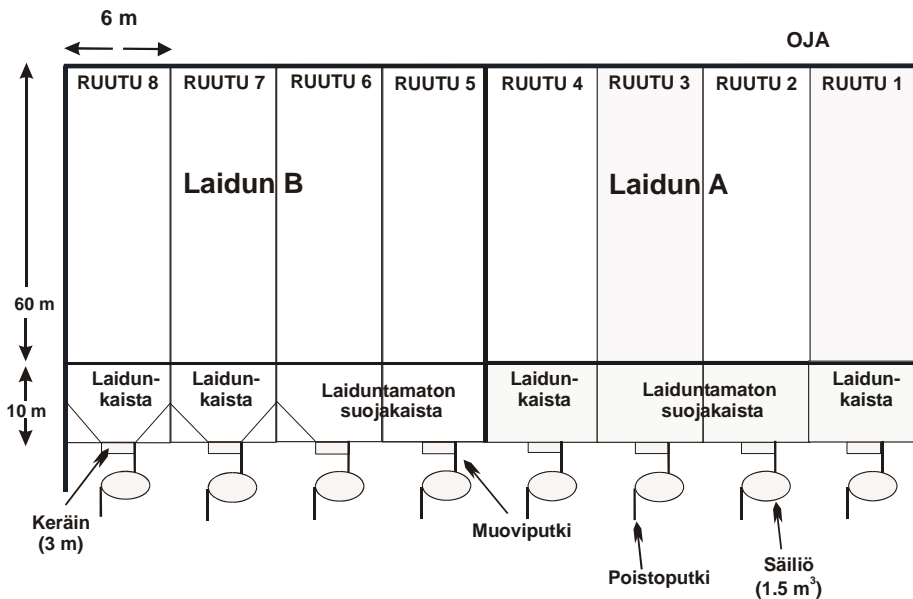 6 m
OJA
RUUTU 8 RUUTU 7 RUUTU 6 RUUTU 5 RUUTU 4 RUUTU 3 RUUTU 2 RUUTU 1
Laidun B
Laidun A
60 m
10 m
Laidun-
kaista
Laidun-
kaista
Laiduntamaton
suojakaista
Laidun-
kaista
Laiduntamaton
suojakaista
Laidun-
kaista
Keräin
(3 m)
Muoviputki
Poistoputki
Säiliö
(1.5 m³)